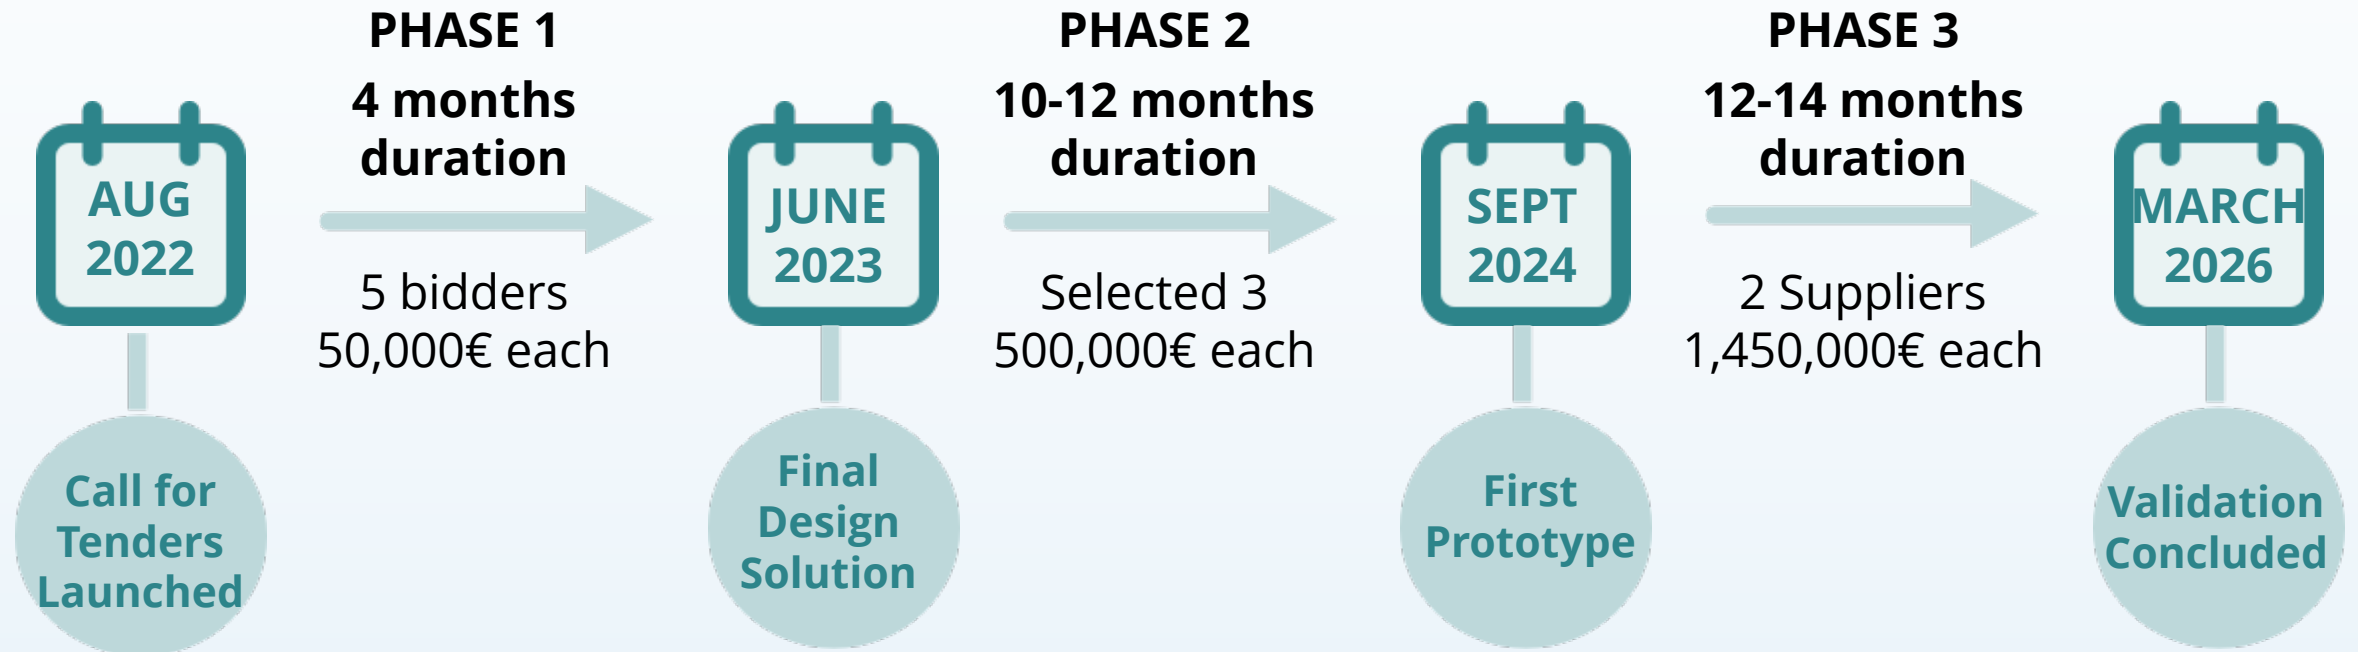 PHASE 1
4 months
duration
5 bidders
50,000€ each
PHASE 2
10-12 months
duration
Selected 3
500,000€ each
PHASE 3
12-14 months
duration
2 Suppliers
1,450,000€ each
AUG
2022
Call for
Tenders
Launched
JUNE
2023
Final
Design
Solution
SEPT
2024
First
Prototype
MARCH
2026
Validation
Concluded